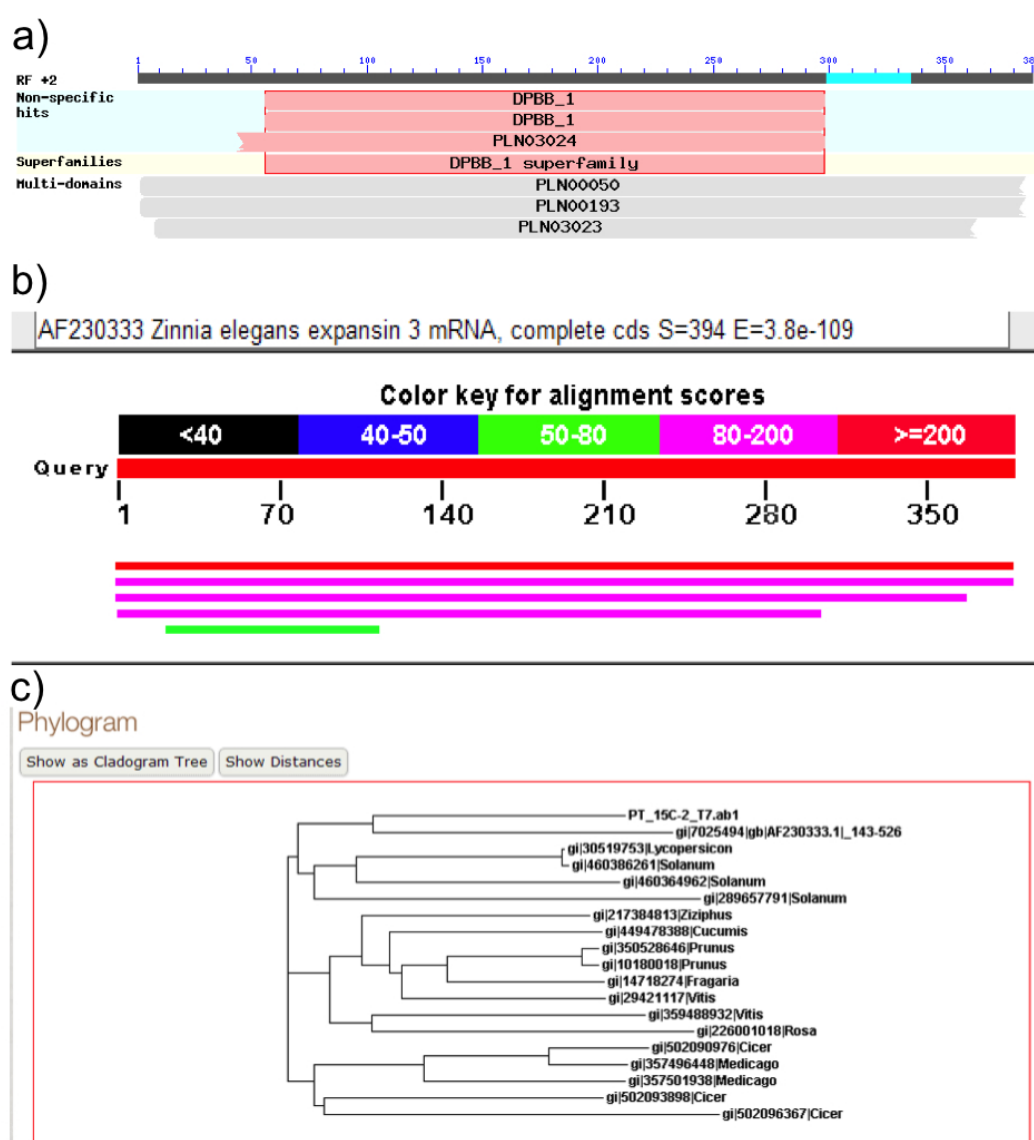 a)
1 50 100 150 200 250 300 350 38
RF +2
Non-specific
hits
DPBB_1
DPBB_1
PLN03024
Superfamilies
DPBB_1 superfamily
Multi-domains
PLN00050
PLN00193
PLN03023
b)
AF230333 Zinnia elegans expansin 3 mRNA, complete cds S=394 E=3.8e-109
Color key for alignment scores
<40 40-50 50-80 80-200 >=200
Query
1 70 140 210 280 350
c)
Phylogram
Show as Cladogram Tree Show Distances
PT_15C-2_T7.ab1
gi|7025494|gb|AF230333.1|_143-526
gi|30519753|Lycopersicon
gi|460386261|Solanum
gi|460364962|Solanum
gi|289657791|Solanum
gi|217384813|Ziziphus
gi|449478388|Cucumis
gi|350528646|Prunus
gi|10180018|Prunus
gi|14718274|Fragaria
gi|29421117|Vitis
gi|359488932|Vitis
gi|226001018|Rosa
gi|502090976|Cicer
gi|357496448|Medicago
gi|357501938|Medicago
gi|502093898|Cicer
gi|502096367|Cicer